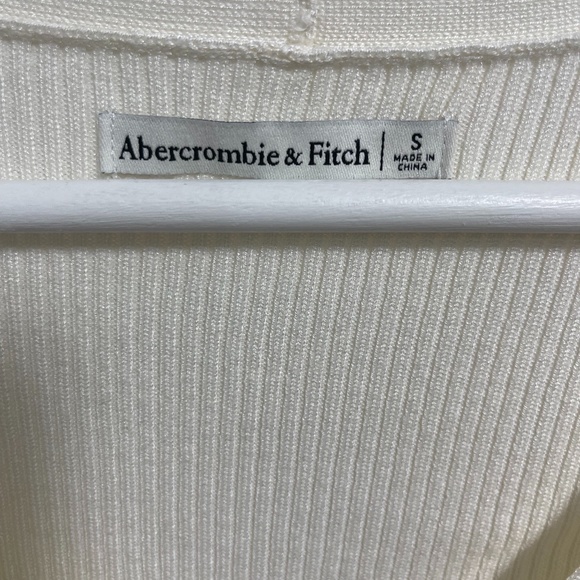 Abercrombie & Fitch
S
MADE IN
CHINA